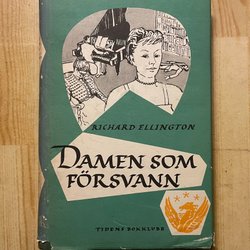 RICHARD ELLINGTON
DAMEN SOM
FÖRSVANN
TIDENS BOKKLUBB